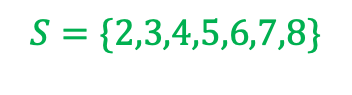 S = {2,3,4,5,6,7,8}